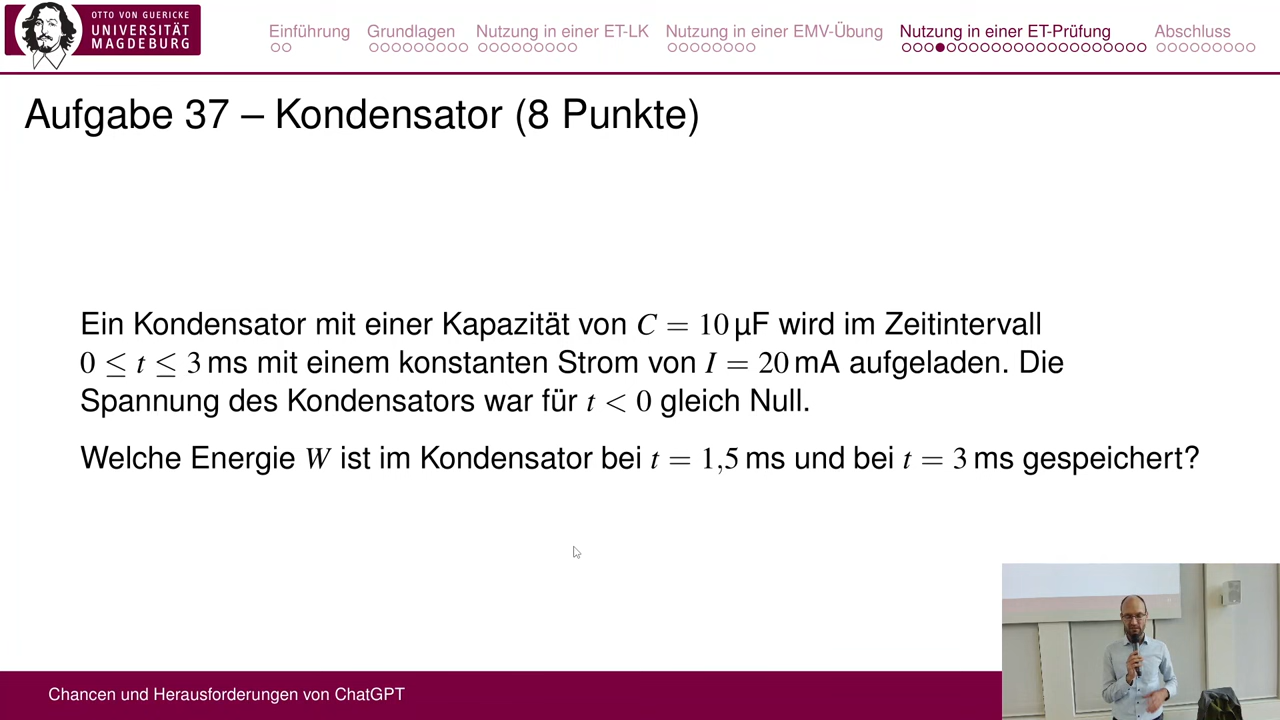 OTTO VON GUERICKE
UNIVERSITÄT
MAGDEBURG
Einführung
Grundlagen
Nutzung in einer ET-LK
Nutzung in einer EMV-Übung
Nutzung in einer ET-Prüfung
Abschluss
Aufgabe 37 – Kondensator (8 Punkte)
Ein Kondensator mit einer Kapazität von C = 10 µF wird im Zeitintervall
0 ≤ t ≤ 3 ms mit einem konstanten Strom von I = 20 mA aufgeladen. Die
Spannung des Kondensators war für t < 0 gleich Null.
Welche Energie W ist im Kondensator bei t = 1,5 ms und bei t = 3 ms gespeichert?
Chancen und Herausforderungen von ChatGPT